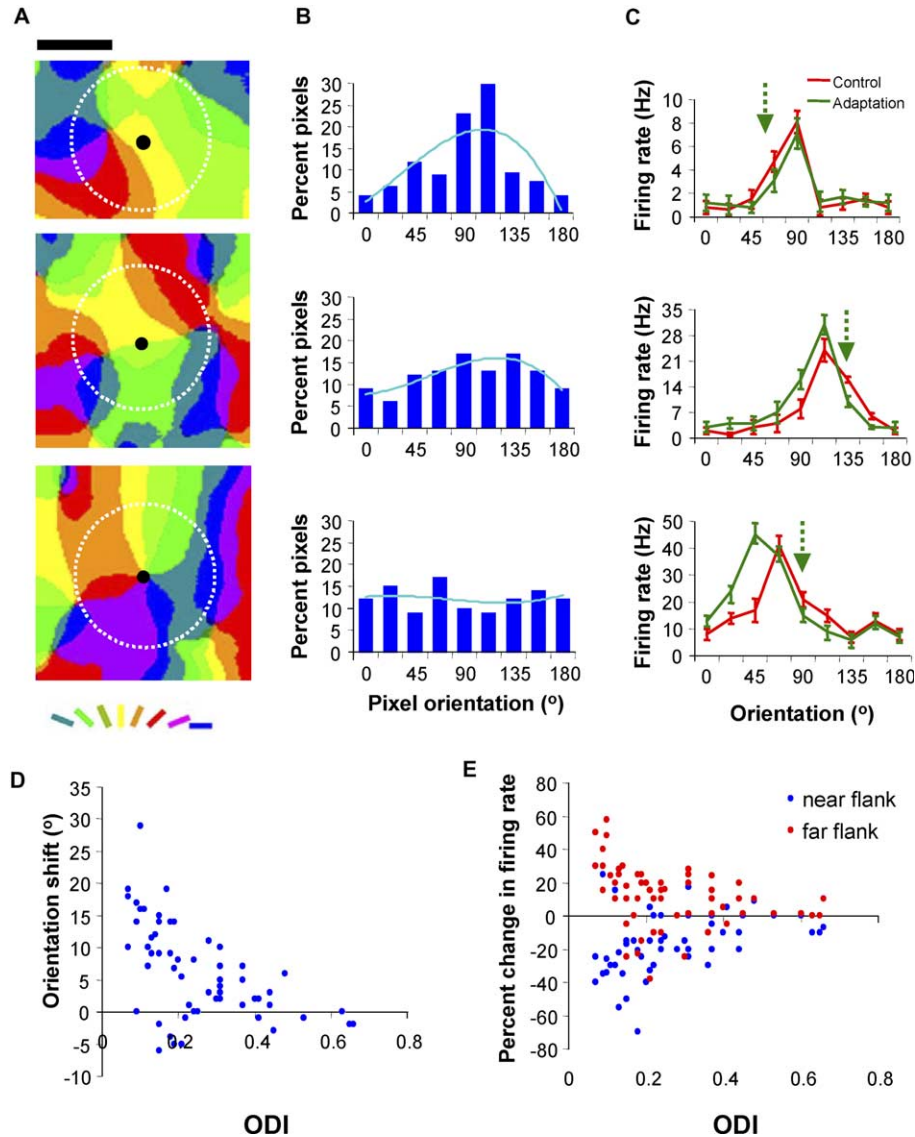 A
B
Percent pixels
30
25
20
15
10
5
0
0 45 90 135 180
Percent pixels
30
25
20
15
10
5
0
0 45 90 135 180
Percent pixels
30
25
20
15
10
5
0
0 45 90 135 180
Pixel orientation (º)
C
Control
Adaptation
Firing rate (Hz)
10
8
6
4
2
0
0 45 90 135 180
Firing rate (Hz)
35
28
21
14
7
0
0 45 90 135 180
Firing rate (Hz)
50
40
30
20
10
0
0 45 90 135 180
Orientation (º)
D
Orientation shift (º)
35
30
25
20
15
10
5
0
-5
-10
0 0.2 0.4 0.6 0.8
ODI
E
Percent change in firing rate
near flank
far flank
80
60
40
20
0
-20
-40
-60
-80
0 0.2 0.4 0.6 0.8
ODI